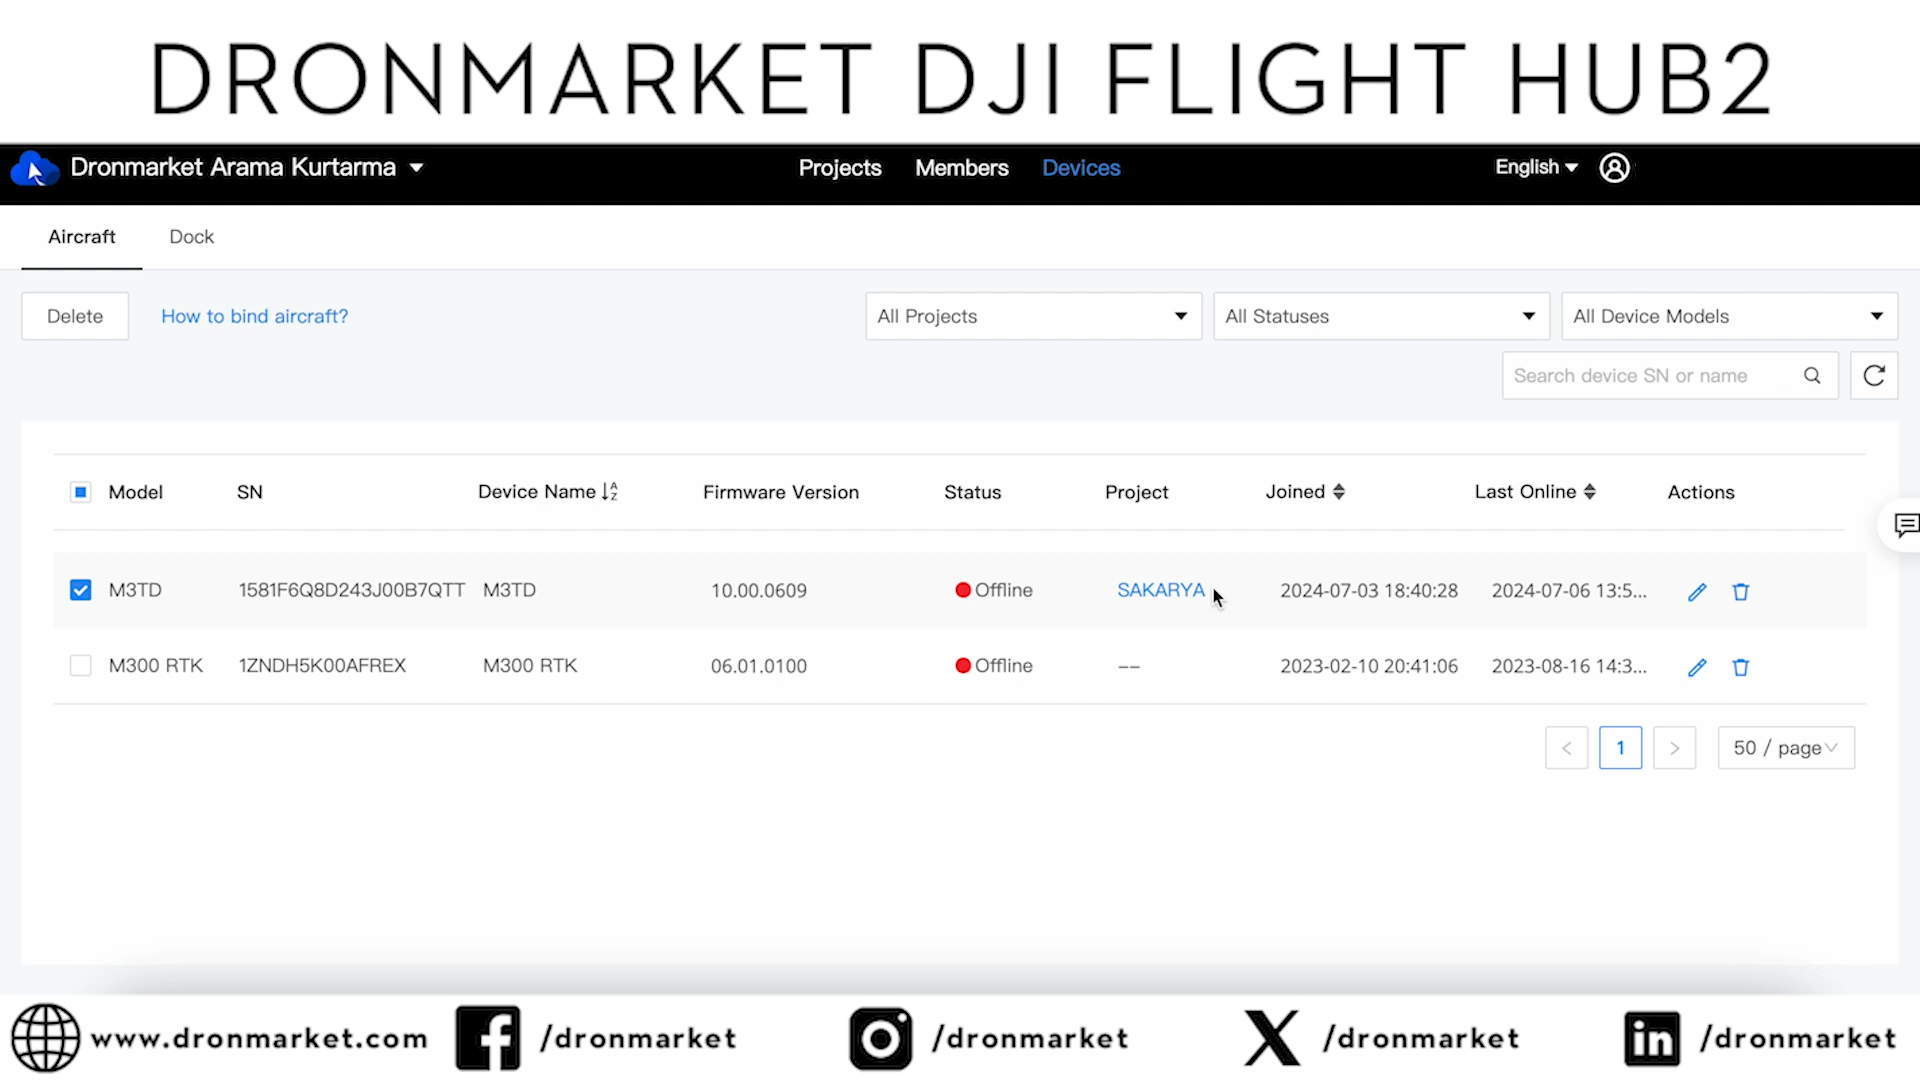 DRONMARKET DJI FLIGHT HUB2
Dronmarket Arama Kurtarma
Projects Members Devices
English
Aircraft Dock
Delete How to bind aircraft? All Projects All Statuses All Device Models
Search device SN or name
Model SN Device Name Firmware Version Status Project Joined Last Online Actions
M3TD 1581F6Q8D243J00B7QTT M3TD 10.00.0609 Offline SAKARYA 2024-07-03 18:40:28 2024-07-06 13:5...
M300 RTK 1ZNDH5K00AFREX M300 RTK 06.01.0100 Offline -- 2023-02-10 20:41:06 2023-08-16 14:3...
< 1 > 50 / page
www.dronmarket.com /dronmarket /dronmarket /dronmarket /dronmarket